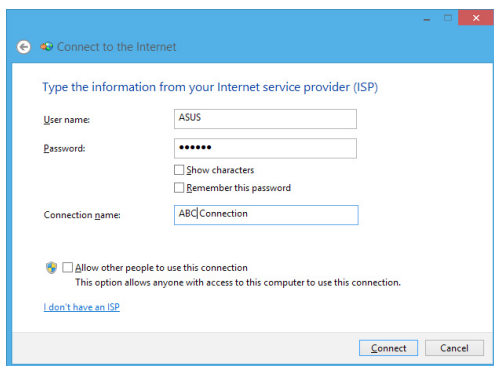 Connect to the Internet
Type the information from your Internet service provider (ISP)
User name:
ASUS
Password:
••••••
Show characters
Remember this password
Connection name:
ABC Connection
Allow other people to use this connection
This option allows anyone with access to this computer to use this connection.
I don't have an ISP
Connect
Cancel